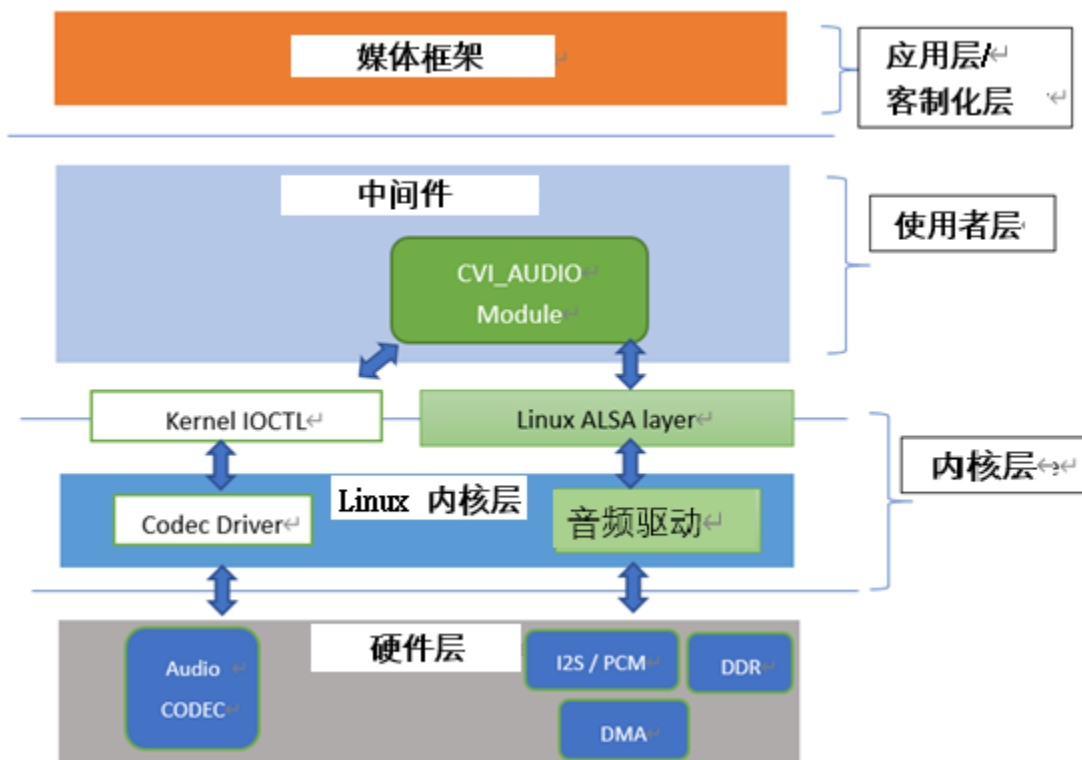 媒体框架
应用层/
客制化层
中间件
使用者层
CVI_AUDIO
Module
Kernel IOCTL
Linux ALSA layer
内核层
Linux 内核层
Codec Driver
音频驱动
硬件层
Audio
CODEC
I2S / PCM
DDR
DMA